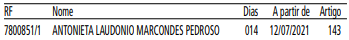 RF Nome Dias A partir de Artigo
7800851/1 ANTONIETA LAUDONIO MARCONDES PEDROSO 014 12/07/2021 143